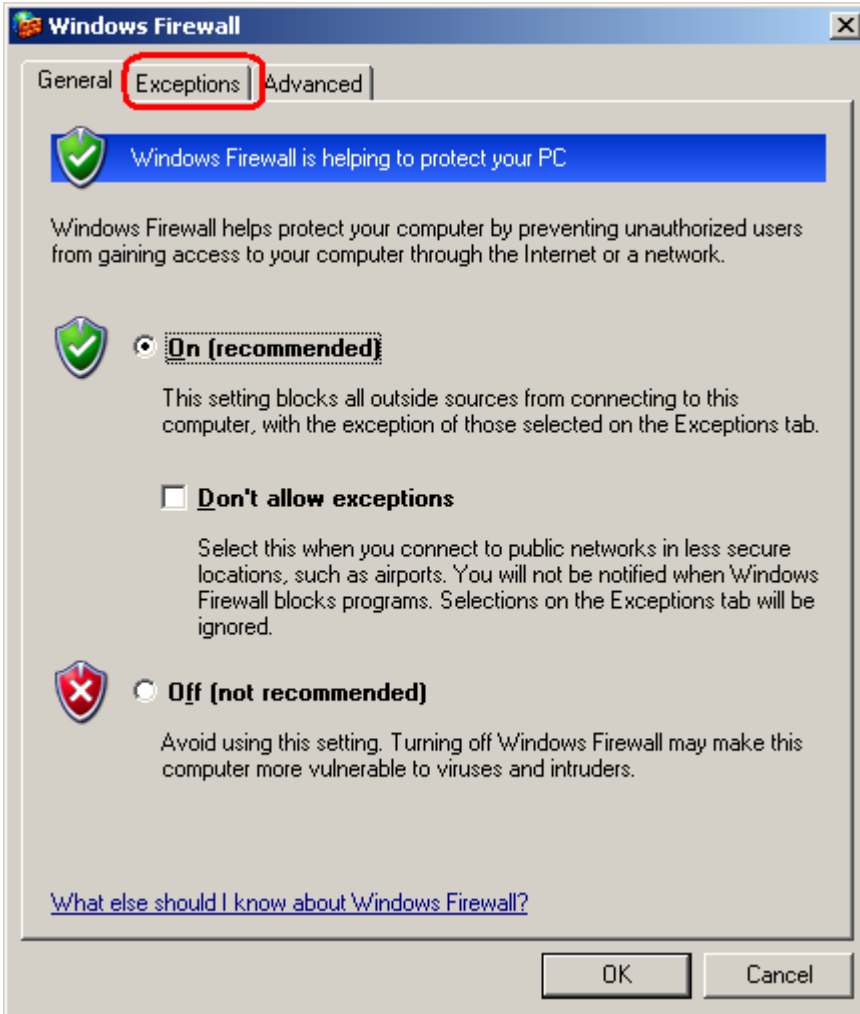 Windows Firewall
General Exceptions Advanced
Windows Firewall is helping to protect your PC
Windows Firewall helps protect your computer by preventing unauthorized users
from gaining access to your computer through the Internet or a network.
On (recommended)
This setting blocks all outside sources from connecting to this
computer, with the exception of those selected on the Exceptions tab.
Don't allow exceptions
Select this when you connect to public networks in less secure
locations, such as airports. You will not be notified when Windows
Firewall blocks programs. Selections on the Exceptions tab will be
ignored.
Off (not recommended)
Avoid using this setting. Turning off Windows Firewall may make this
computer more vulnerable to viruses and intruders.
What else should I know about Windows Firewall?
OK Cancel